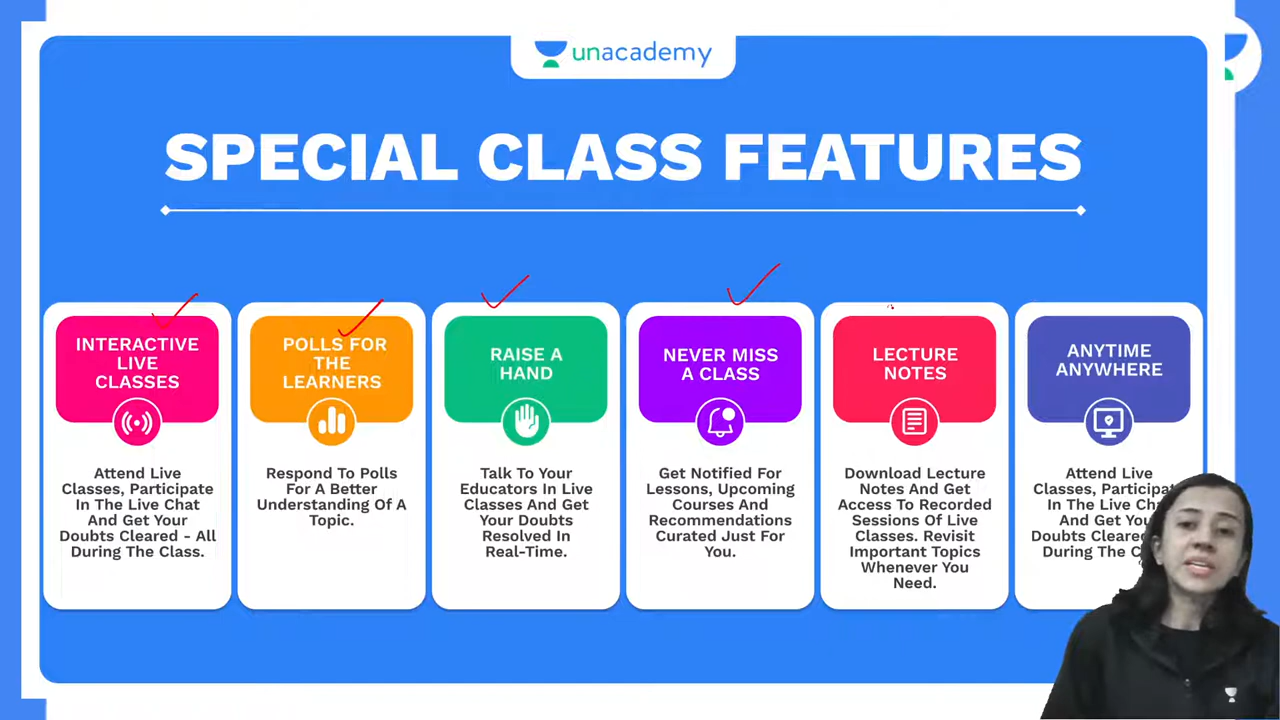 unacademy
SPECIAL CLASS FEATURES
INTERACTIVE
LIVE
CLASSES
Attend Live
Classes, Participate
In The Live Chat
And Get Your
Doubts Cleared - All
During The Class.
POLLS FOR
THE
LEARNERS
Respond To Polls
For A Better
Understanding Of A
Topic.
RAISE A
HAND
Talk To Your
Educators In Live
Classes And Get
Your Doubts
Resolved In
Real-Time.
NEVER MISS
A CLASS
Get Notified For
Lessons, Upcoming
Courses And
Recommendations
Curated Just For
You.
LECTURE
NOTES
Download Lecture
Notes And Get
Access To Recorded
Sessions Of Live
Classes. Revisit
Important Topics
Whenever You
Need.
ANYTIME
ANYWHERE
Attend Live
Classes,
In The Live
And Get
Doubts Cleared
During The